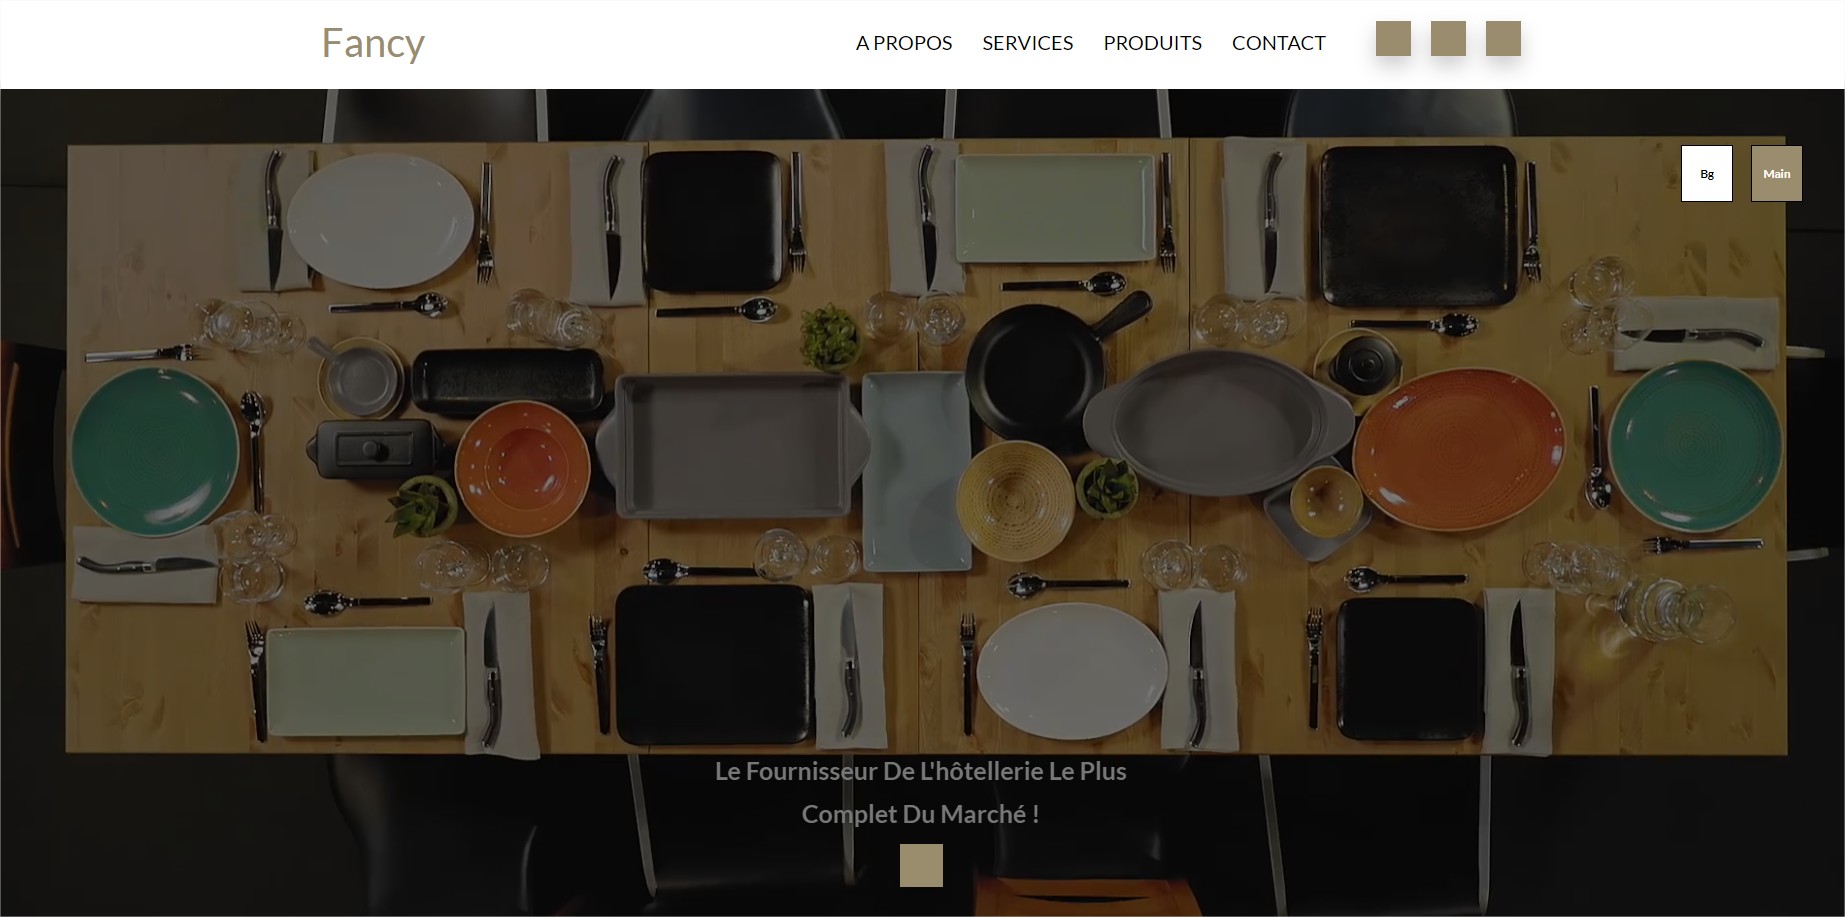 Fancy
A PROPOS
SERVICES
PRODUITS
CONTACT
Bg
Main
Le Fournisseur De L'hôtellerie Le Plus
Complet Du Marché !